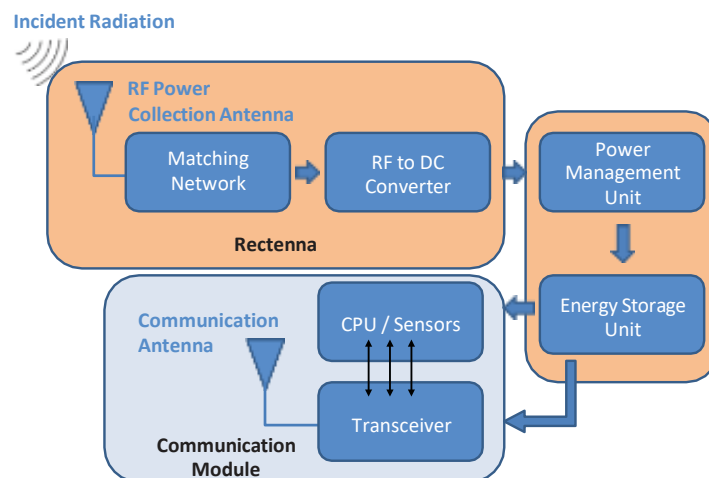 Incident Radiation
RF Power
Collection Antenna
Matching
Network
RF to DC
Converter
Rectenna
Power
Management
Unit
Energy Storage
Unit
Communication
Antenna
CPU / Sensors
Transceiver
Communication
Module